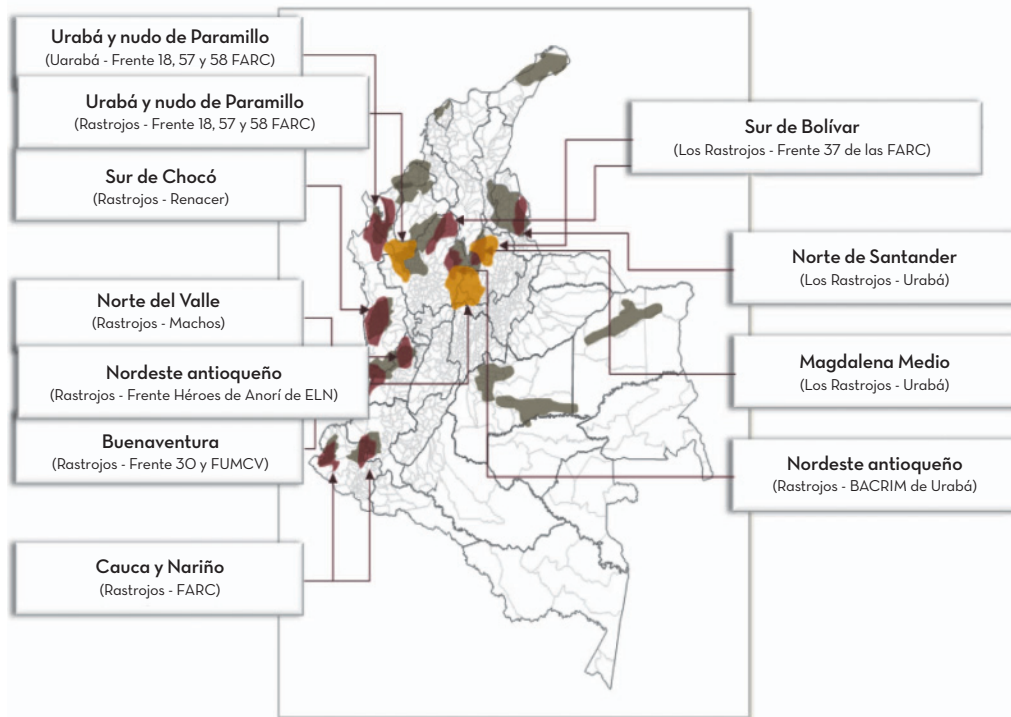 Urabá y nudo de Paramillo
(Uarabá - Frente 18, 57 y 58 FARC)
Urabá y nudo de Paramillo
(Rastrojos - Frente 18, 57 y 58 FARC)
Sur de Chocó
(Rastrojos - Renacer)
Norte del Valle
(Rastrojos - Machos)
Nordeste antioqueño
(Rastrojos - Frente Héroes de Anorí de ELN)
Buenaventura
(Rastrojos - Frente 30 y FUMCV)
Cauca y Nariño
(Rastrojos - FARC)
Sur de Bolívar
(Los Rastrojos - Frente 37 de las FARC)
Norte de Santander
(Los Rastrojos - Urabá)
Magdalena Medio
(Los Rastrojos - Urabá)
Nordeste antioqueño
(Rastrojos - BACRIM de Urabá)